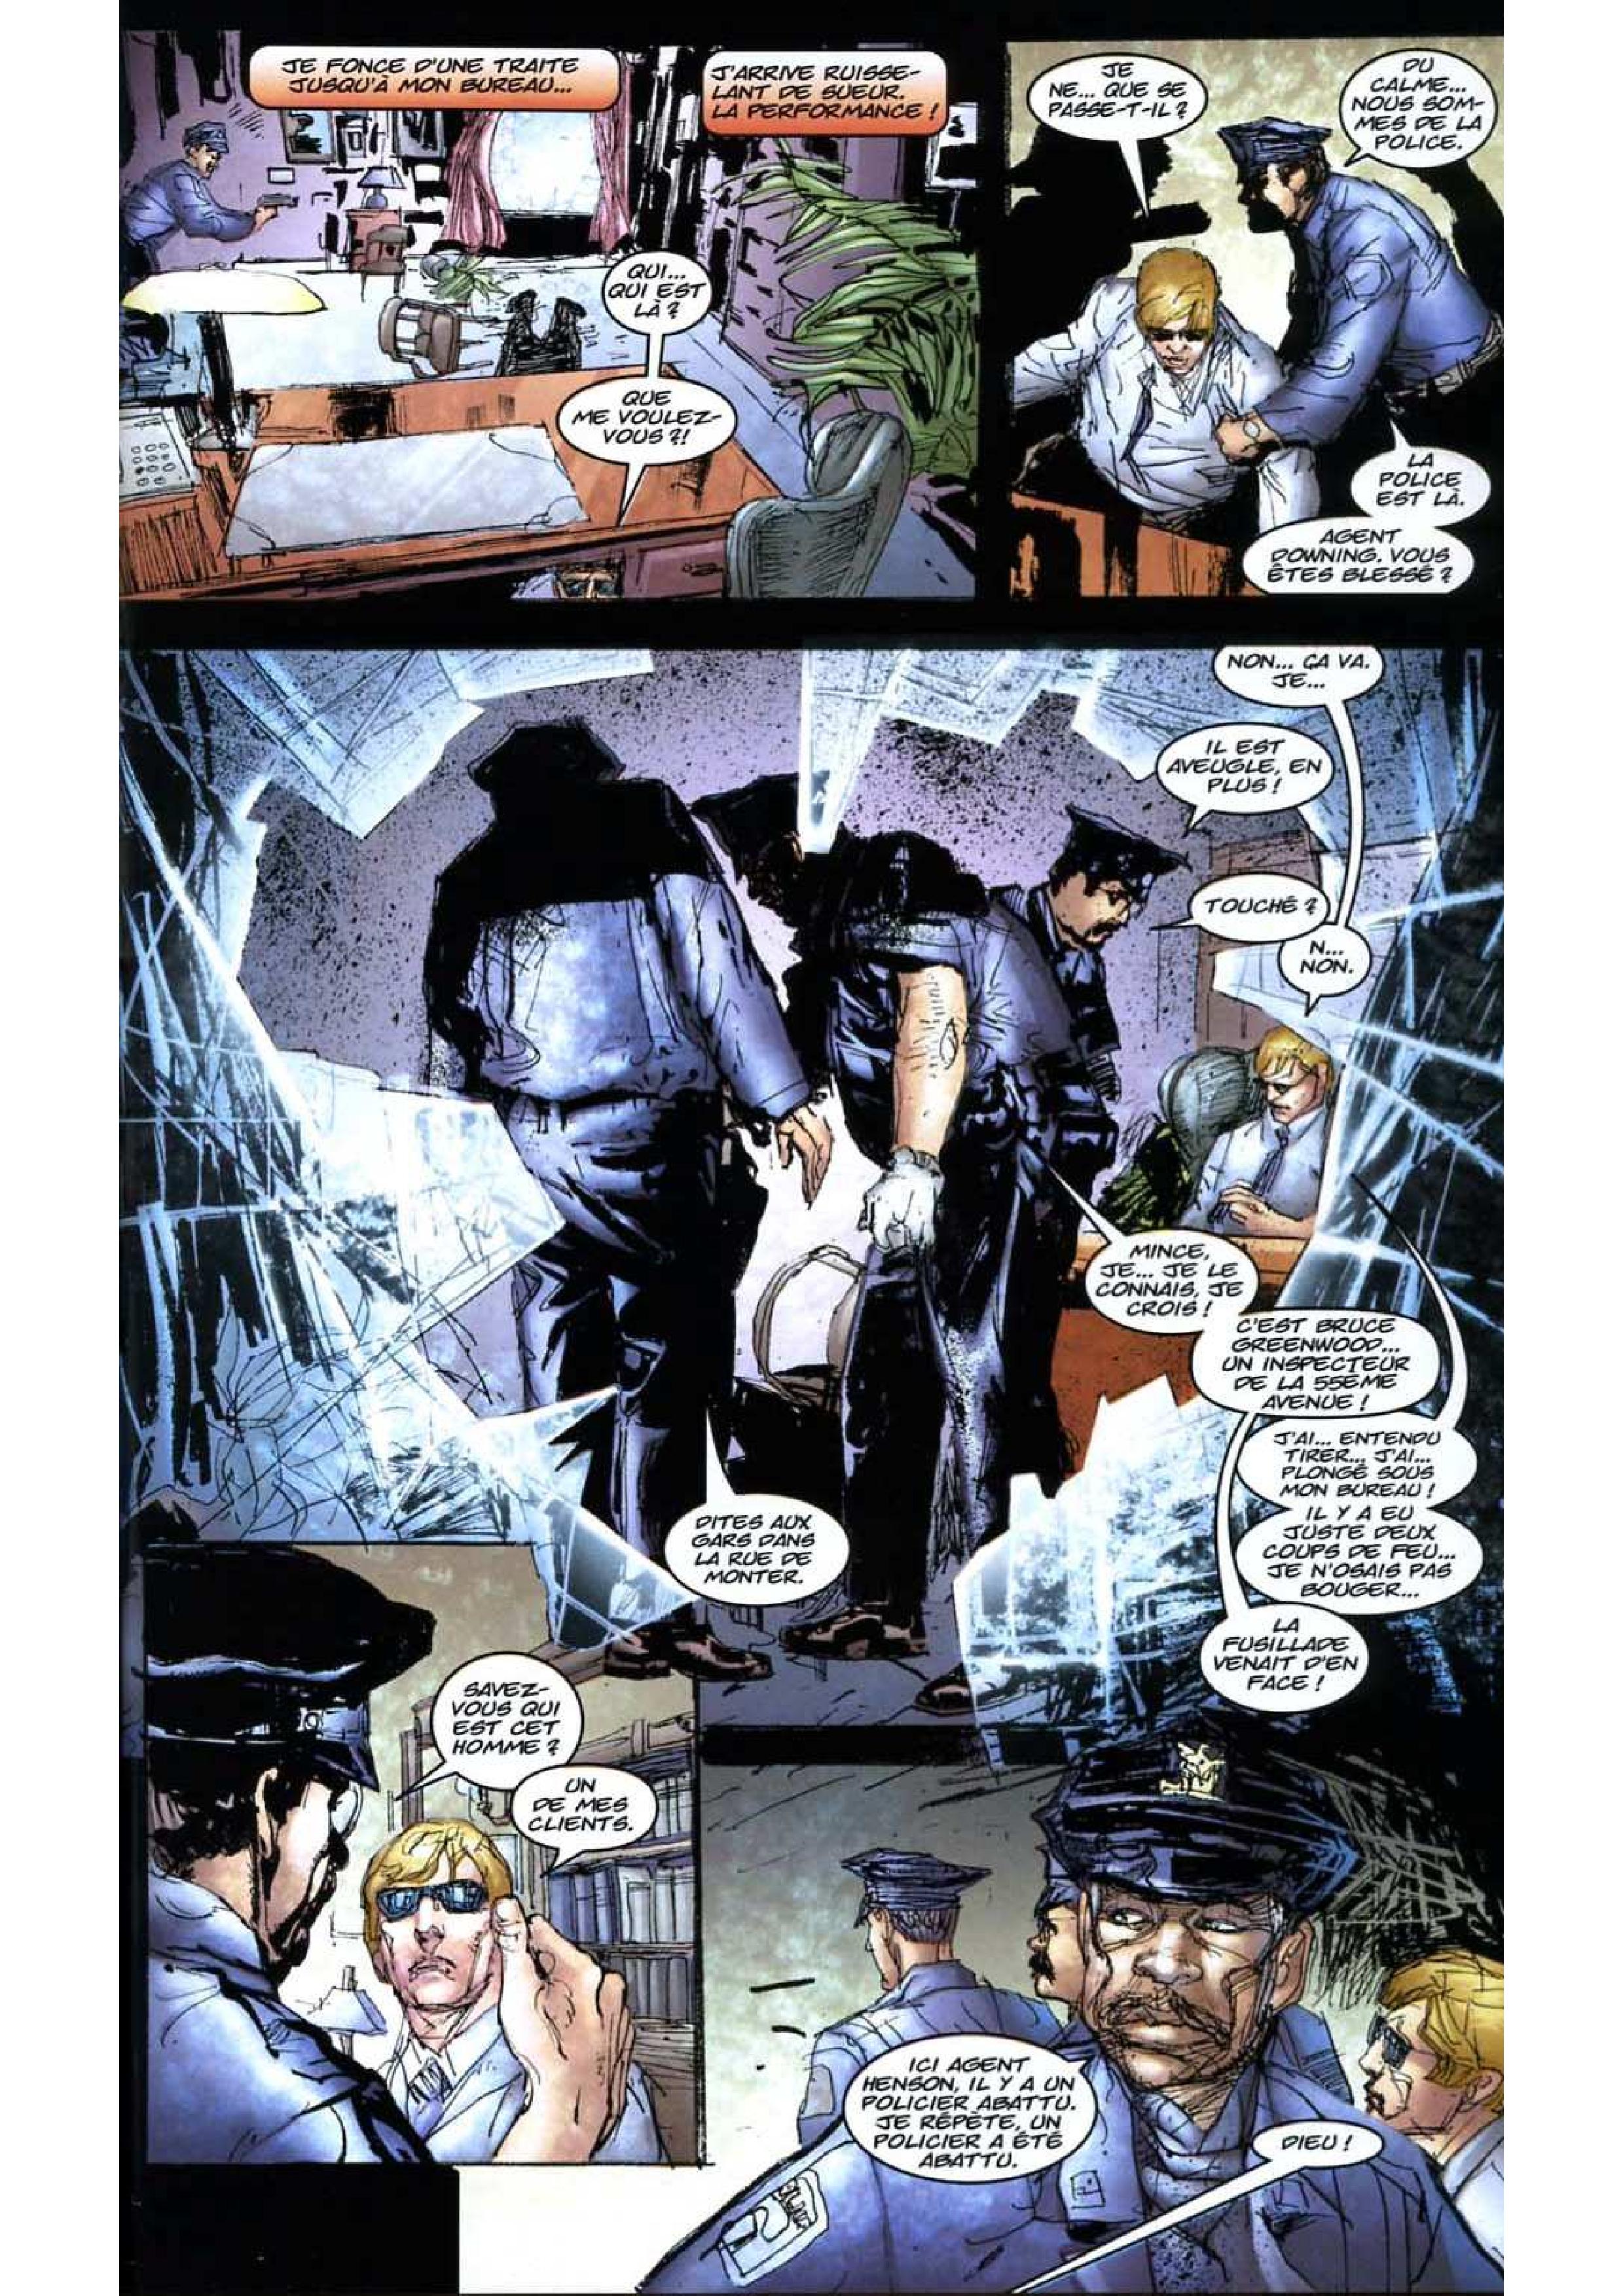 JE FONCE D'UNE TRAITE
JUSQU'À MON BUREAU...
J'ARRIVE RUISSE-
LANT DE SUEUR.
LA PERFORMANCE !
QUI...
QUI EST
LÀ ?
QUE
ME VOULEZ-
VOUS ?!
JE
NE... QUE SE
PASSE-T-IL ?
DU
CALME...
NOUS SOM-
MES DE LA
POLICE.
LA
POLICE
EST LÀ.
AGENT
DOWNING. VOUS
ÊTES BLESSÉ ?
NON... ÇA VA.
JE...
IL EST
AVEUGLE, EN
PLUS !
TOUCHÉ ?
N...
NON.
MINCE,
JE... JE LE
CONNAIS, JE
CROIS !
C'EST BRUCE
GREENWOOD...
UN INSPECTEUR
DE LA 55ÈME
AVENUE !
J'AI... ENTENDU
TIRER... J'AI...
PLONGÉ SOUS
MON BUREAU !
IL Y A EU
JUSTE DEUX
COUPS DE FEU...
JE N'OSAIS PAS
BOUGER...
LA
FUSILLADE
VENAIT D'EN
FACE !
DITES AUX
GARS DANS
LA RUE DE
MONTER.
SAVEZ-
VOUS QUI
EST CET
HOMME ?
UN
DE MES
CLIENTS.
ICI AGENT
HENSON, IL Y A UN
POLICIER ABATTU.
JE RÉPÈTE, UN
POLICIER A ÉTÉ
ABATTU.
DIEU !